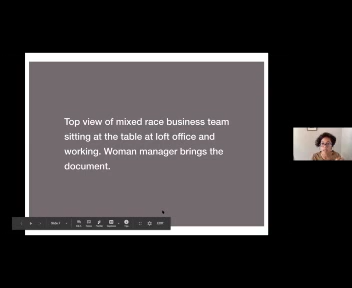 Top view of mixed race business team
sitting at the table at loft office and
working. Woman manager brings the
document.